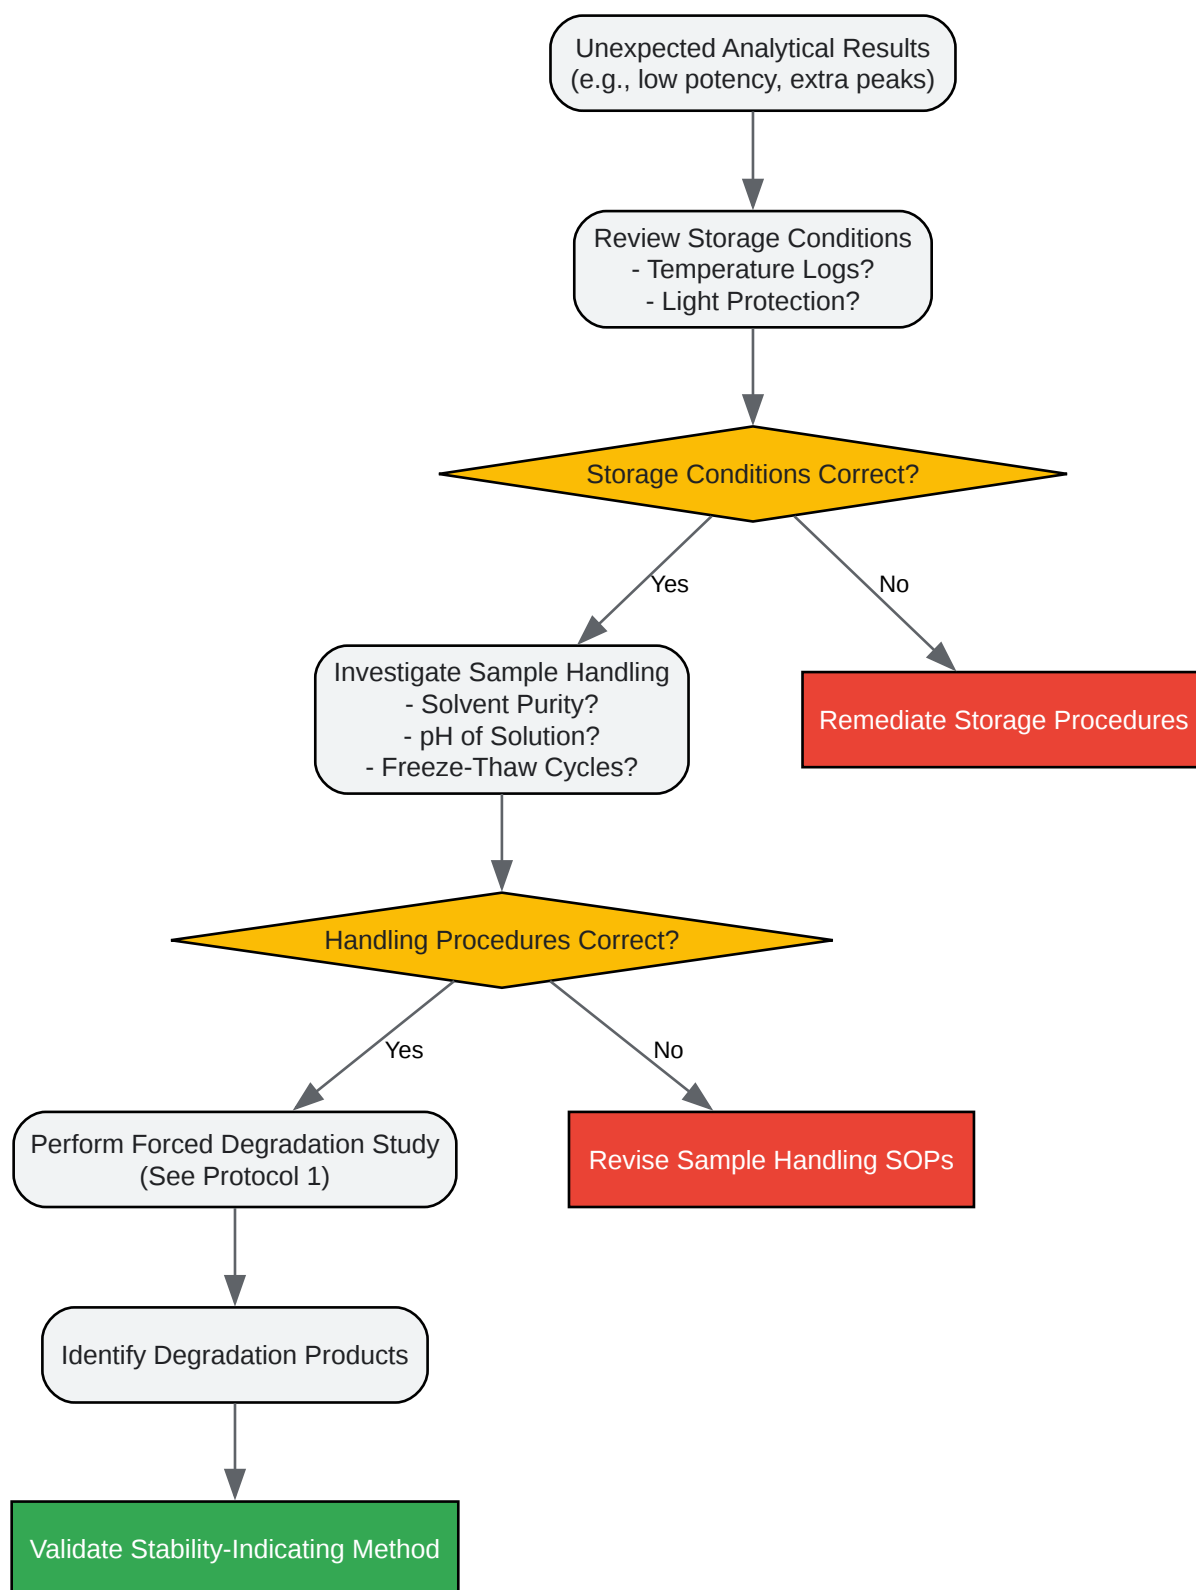 Unexpected Analytical Results
(e.g., low potency, extra peaks)
Review Storage Conditions
- Temperature Logs?
- Light Protection?
Storage Conditions Correct?
Yes
No
Investigate Sample Handling
- Solvent Purity?
- pH of Solution?
- Freeze-Thaw Cycles?
Remediate Storage Procedures
Handling Procedures Correct?
Yes
No
Perform Forced Degradation Study
(See Protocol 1)
Revise Sample Handling SOPs
Identify Degradation Products
Validate Stability-Indicating Method